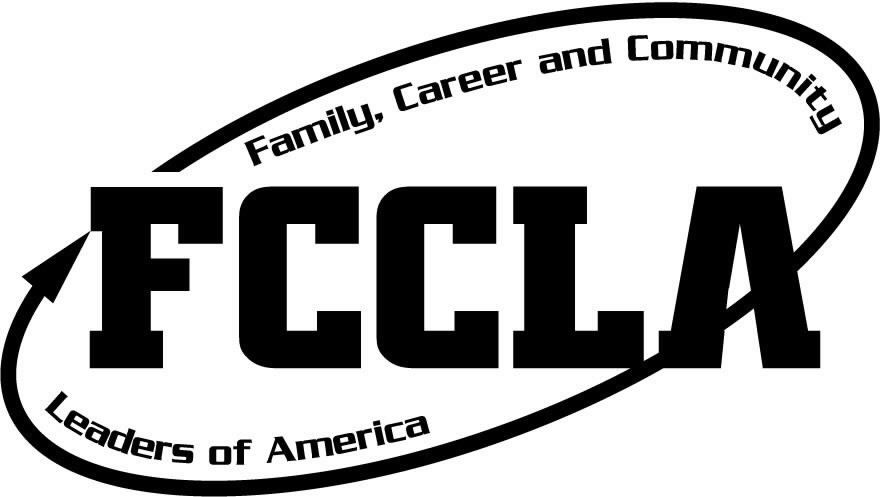 Family, Career and Community
FCCLA
Leaders of America